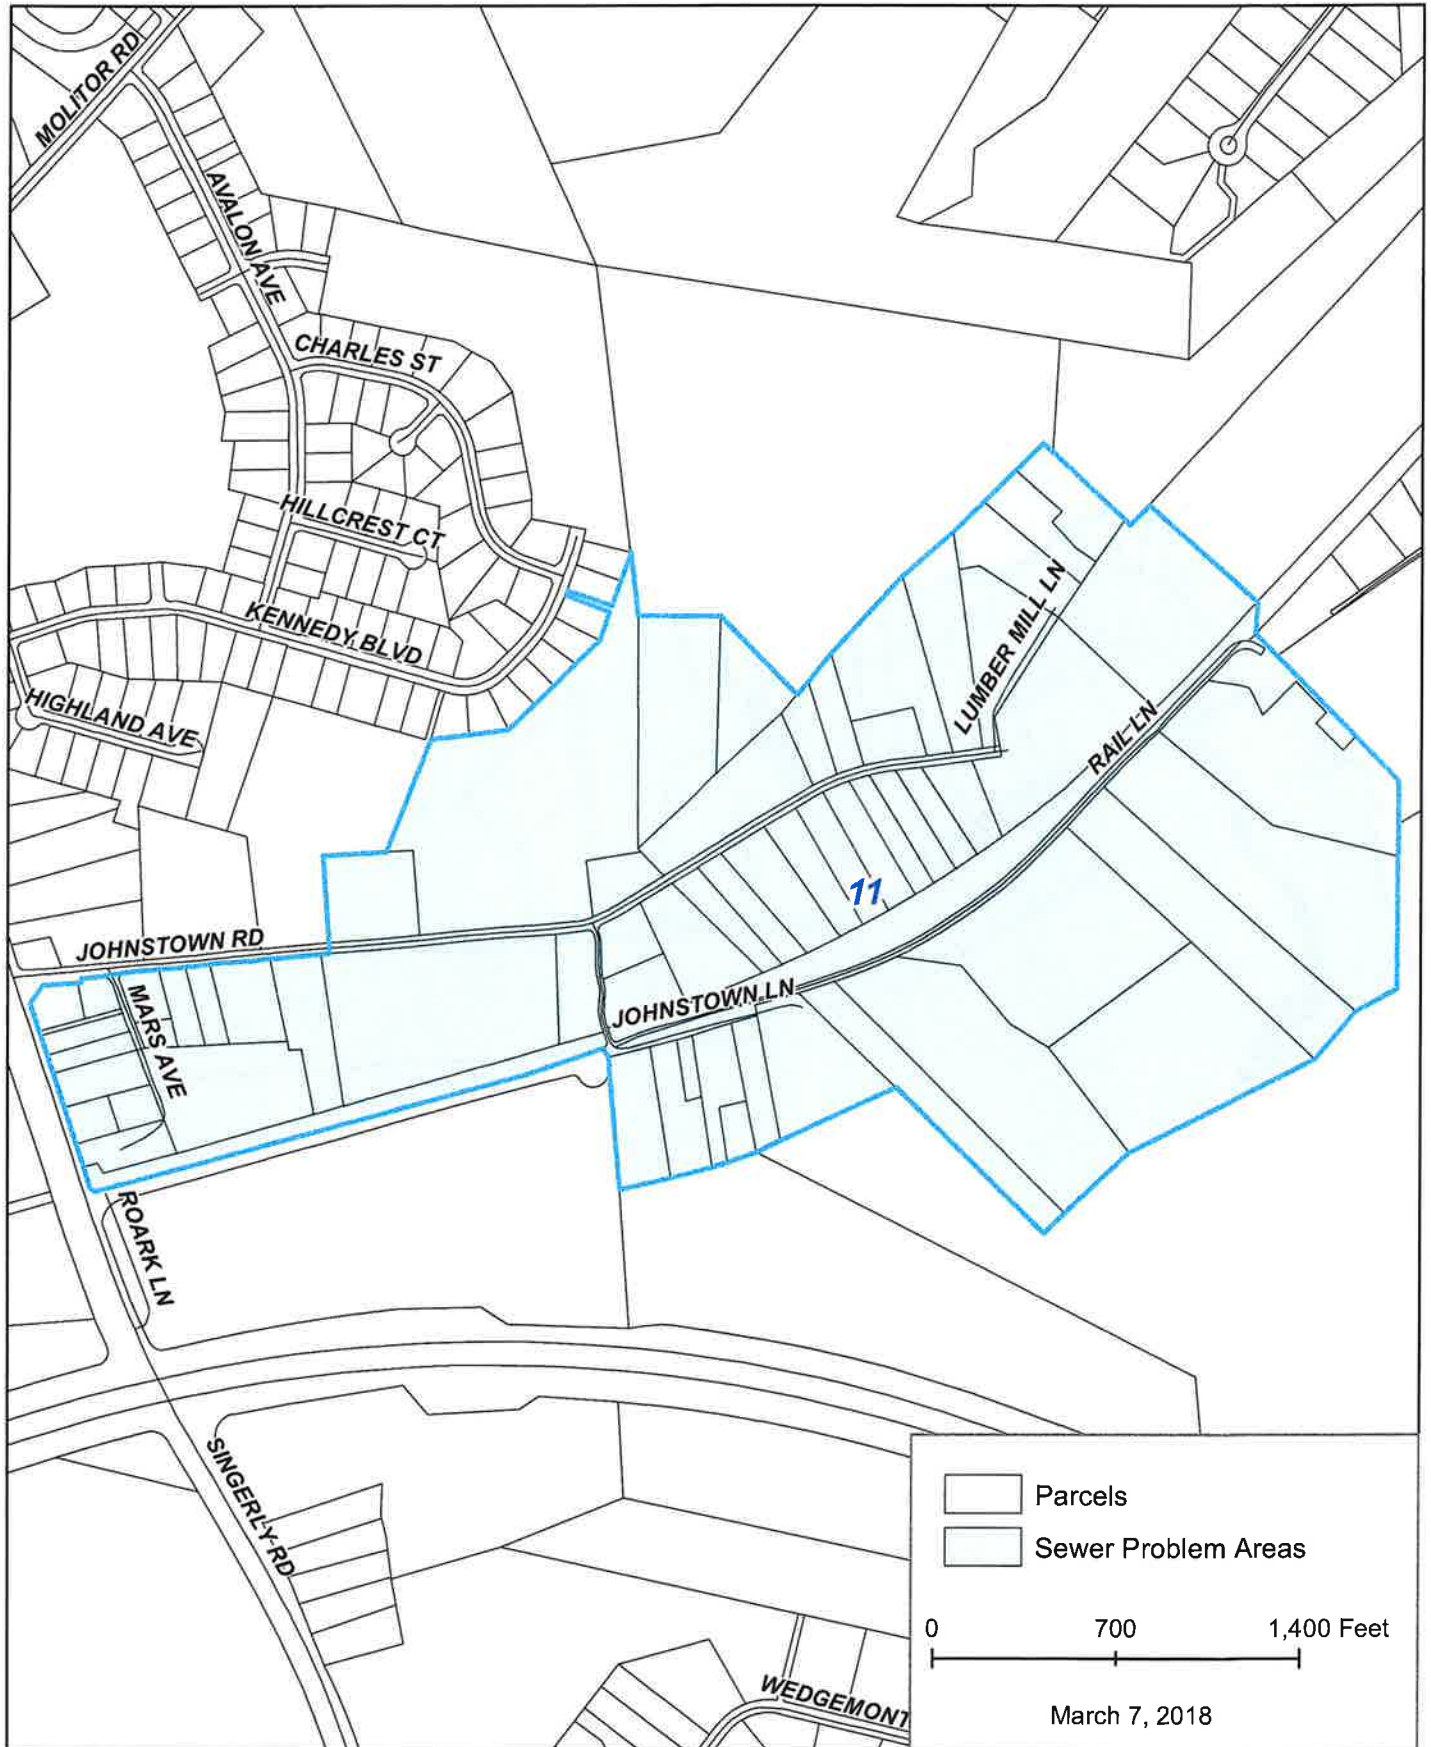 MOLITOR RD
AVALON AVE
CHARLES ST
HILLCREST CT
KENNEDY BLVD
HIGHLAND AVE
LUMBER MILL LN
RAIL LN
11
JOHNSTOWN RD
MARS AVE
JOHNSTOWN LN
ROARK LN
SINGERLY RD
WEDGEMONT
Parcels
Sewer Problem Areas
0 700 1,400 Feet
March 7, 2018